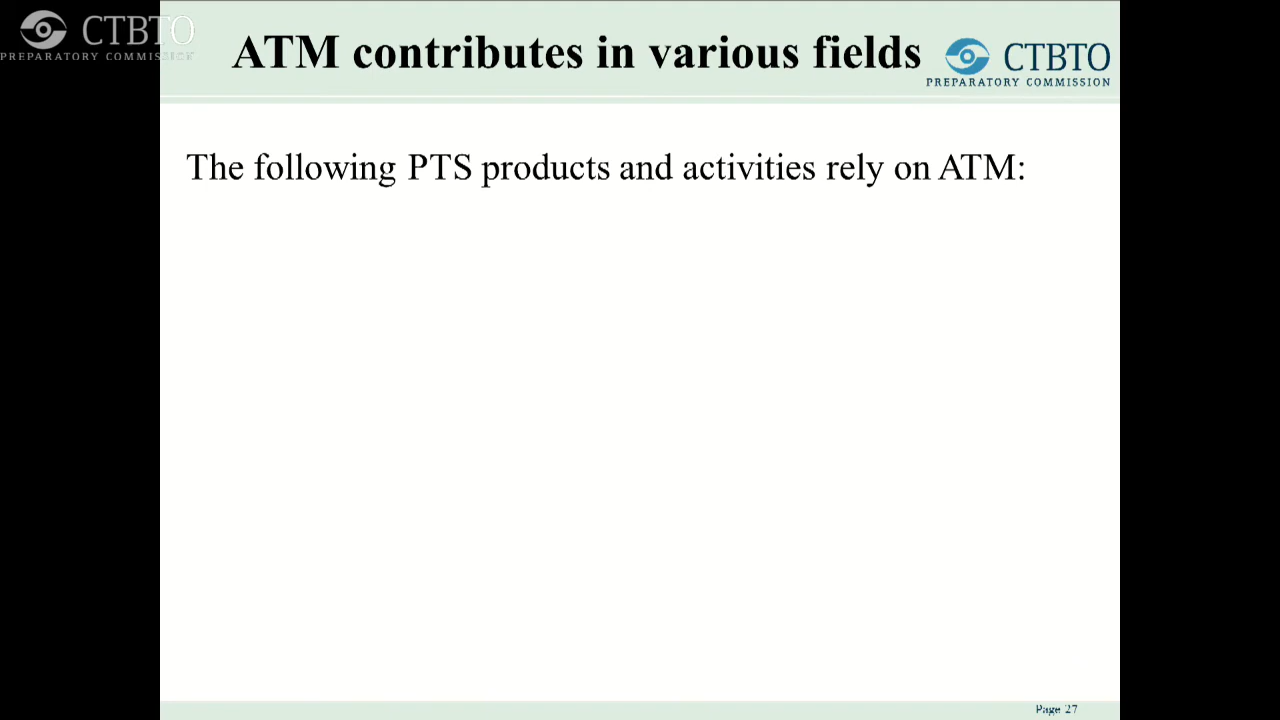 CTBTO
PREPARATORY COMMISSION
ATM contributes in various fields
CTBTO
PREPARATORY COMMISSION
The following PTS products and activities rely on ATM:
Page 27